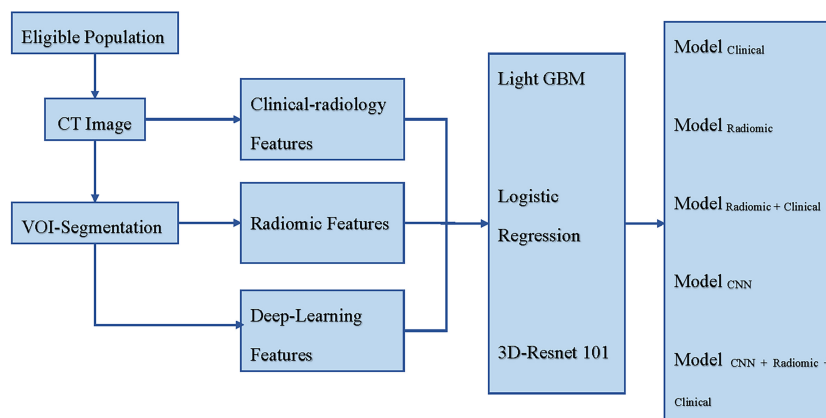 Eligible Population
CT Image
VOI-Segmentation
Clinical-radiology
Features
Radiomic Features
Deep-Learning
Features
Light GBM
Logistic
Regression
3D-Resnet 101
Model Clinical
Model Radiomic
Model Radiomic + Clinical
Model CNN
Model CNN + Radiomic +
Clinical